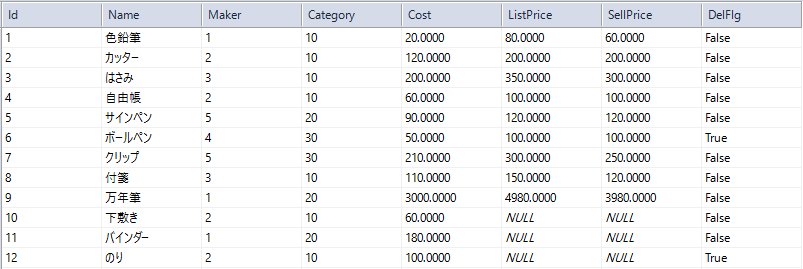 Id Name Maker Category Cost ListPrice SellPrice DelFlg
1 色鉛筆 1 10 20.0000 80.0000 60.0000 False
2 カッター 2 10 120.0000 200.0000 200.0000 False
3 はさみ 3 10 200.0000 350.0000 300.0000 False
4 自由帳 2 10 60.0000 100.0000 100.0000 False
5 サインペン 5 20 90.0000 120.0000 120.0000 False
6 ボールペン 4 30 50.0000 100.0000 100.0000 True
7 クリップ 5 30 210.0000 300.0000 250.0000 False
8 付箋 3 10 110.0000 150.0000 120.0000 False
9 万年筆 1 20 3000.0000 4980.0000 3980.0000 False
10 下敷き 2 10 60.0000 NULL NULL False
11 バインダー 1 20 180.0000 NULL NULL False
12 のり 2 10 100.0000 NULL NULL True